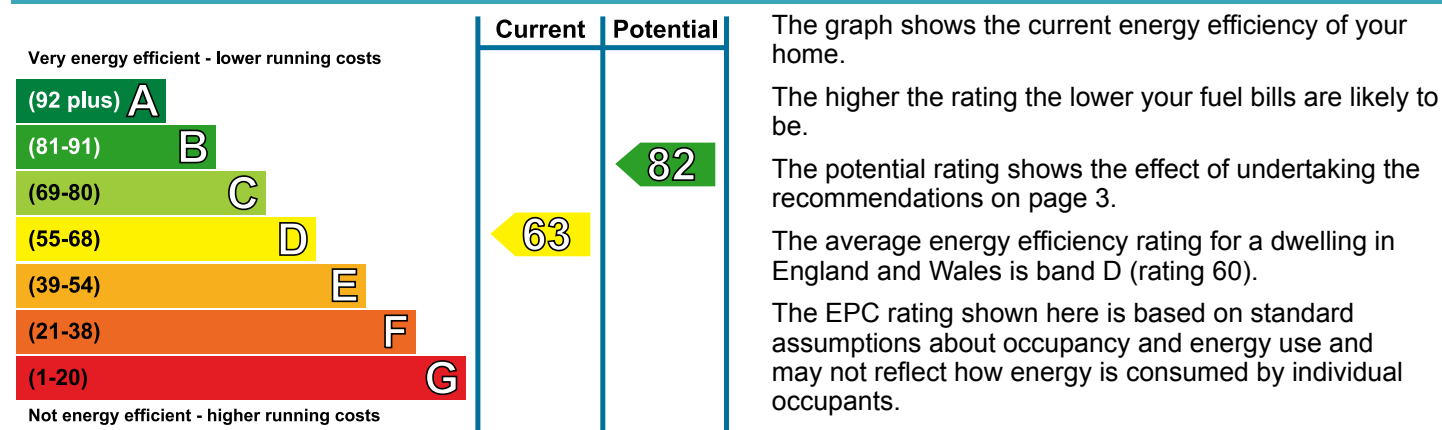 Current Potential
Very energy efficient - lower running costs
(92 plus) A
(81-91) B
(69-80) C
(55-68) D
(39-54) E
(21-38) F
(1-20) G
Not energy efficient - higher running costs
82
63
The graph shows the current energy efficiency of your
home.
The higher the rating the lower your fuel bills are likely to
be.
The potential rating shows the effect of undertaking the
recommendations on page 3.
The average energy efficiency rating for a dwelling in
England and Wales is band D (rating 60).
The EPC rating shown here is based on standard
assumptions about occupancy and energy use and
may not reflect how energy is consumed by individual
occupants.